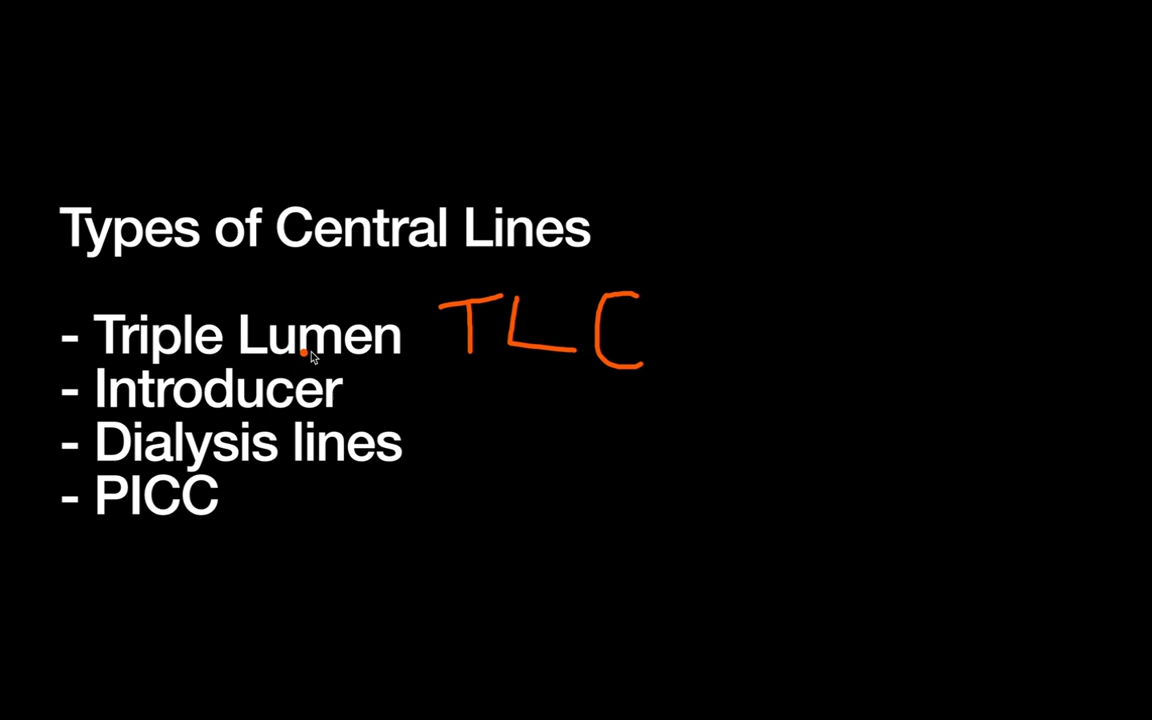 Types of Central Lines
- Triple Lumen TLC
- Introducer
- Dialysis lines
- PICC